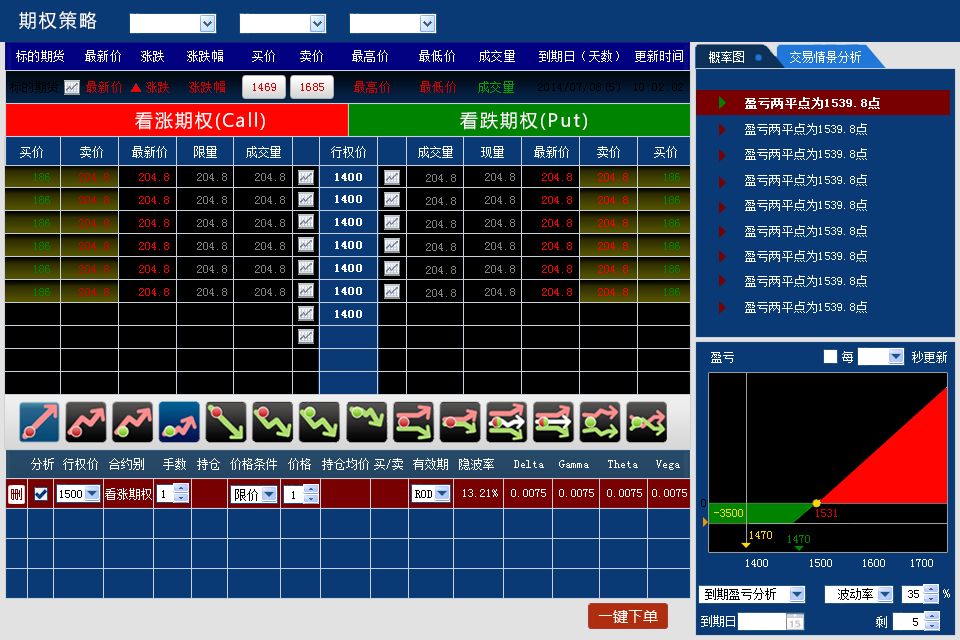 期权策略
标的期货 最新价 涨跌 涨跌幅 买价 卖价 最高价 最低价 成交量 到期日（天数） 更新时间
标的期货 最新价 ▲涨跌 涨跌幅 1469 1685 最高价 最低价 成交量 2014/07/08(5) 10:02:02
看涨期权(Call) 看跌期权(Put)
买价 卖价 最新价 限量 成交量 行权价 成交量 现量 最新价 卖价 买价
186 204.8 204.8 204.8 204.8 1400 204.8 204.8 204.8 204.8 186
186 204.8 204.8 204.8 204.8 1400 204.8 204.8 204.8 204.8 186
186 204.8 204.8 204.8 204.8 1400 204.8 204.8 204.8 204.8 186
186 204.8 204.8 204.8 204.8 1400 204.8 204.8 204.8 204.8 186
186 204.8 204.8 204.8 204.8 1400 204.8 204.8 204.8 204.8 186
186 204.8 204.8 204.8 204.8 1400 204.8 204.8 204.8 204.8 186
1400
分析 行权价 合约别 手数 持仓 价格条件 价格 持仓均价 买/卖 有效期 隐波率 Delta Gamma Theta Vega
删 1500 看涨期权 1 限价 1 ROD 13.21% 0.0075 0.0075 0.0075 0.0075
一键下单
概率图 交易情景分析
盈亏两平点为1539.8点
盈亏两平点为1539.8点
盈亏两平点为1539.8点
盈亏两平点为1539.8点
盈亏两平点为1539.8点
盈亏两平点为1539.8点
盈亏两平点为1539.8点
盈亏两平点为1539.8点
盈亏两平点为1539.8点
盈亏 每 秒更新
0
-3500 1531
1470 1470
1400 1500 1600 1700
到期盈亏分析 波动率 35 %
到期日 15 剩 5